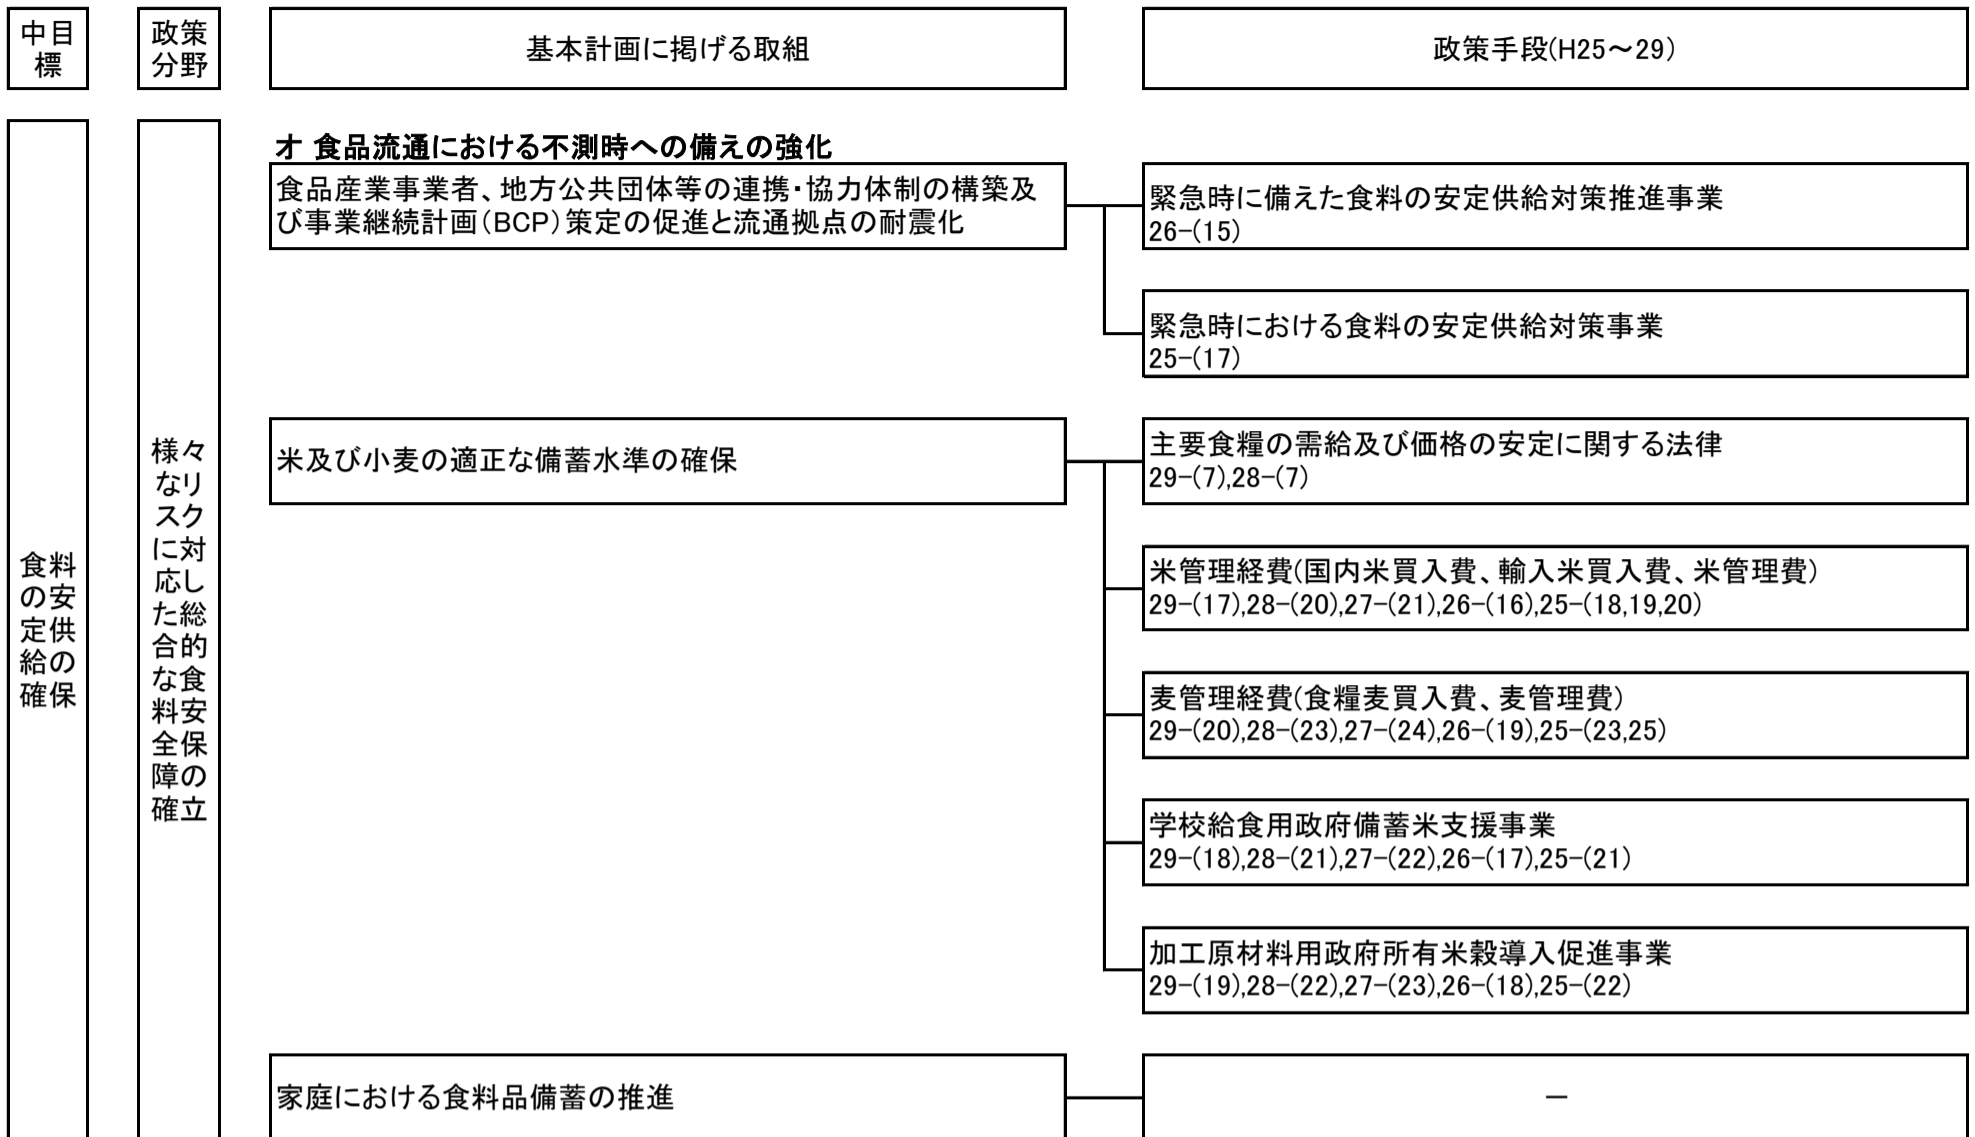 中目
標
政策
分野
基本計画に掲げる取組
政策手段(H25～29)
食料
の安
定供
給の
確保
様々
なリ
スク
に対
応し
た総
合的
な食
料安
全保
障の
確立
オ 食品流通における不測時への備えの強化
食品産業事業者、地方公共団体等の連携・協力体制の構築及
び事業継続計画（BCP）策定の促進と流通拠点の耐震化
緊急時に備えた食料の安定供給対策推進事業
26-(15)
緊急時における食料の安定供給対策事業
25-(17)
米及び小麦の適正な備蓄水準の確保
主要食糧の需給及び価格の安定に関する法律
29-(7),28-(7)
米管理経費(国内米買入費、輸入米買入費、米管理費)
29-(17),28-(20),27-(21),26-(16),25-(18,19,20)
麦管理経費(食糧麦買入費、麦管理費)
29-(20),28-(23),27-(24),26-(19),25-(23,25)
学校給食用政府備蓄米支援事業
29-(18),28-(21),27-(22),26-(17),25-(21)
加工原材料用政府所有米穀導入促進事業
29-(19),28-(22),27-(23),26-(18),25-(22)
家庭における食料品備蓄の推進
－